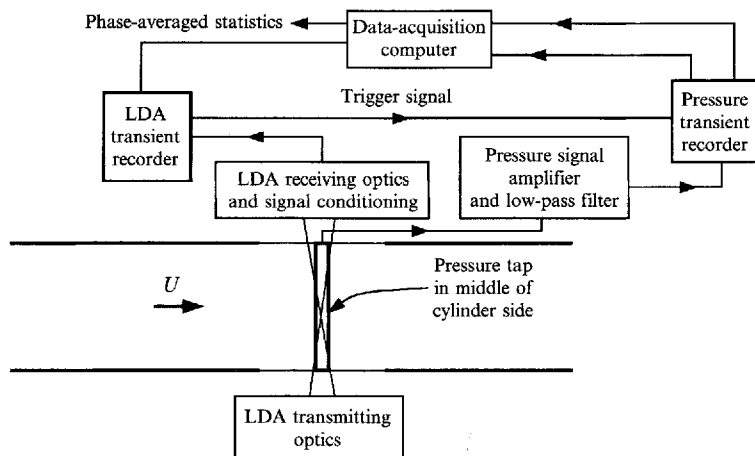 Phase-averaged statistics
Data-acquisition
computer
LDA
transient
recorder
Trigger signal
Pressure
transient
recorder
LDA receiving optics
and signal conditioning
Pressure signal
amplifier
and low-pass filter
U
Pressure tap
in middle of
cylinder side
LDA transmitting
optics